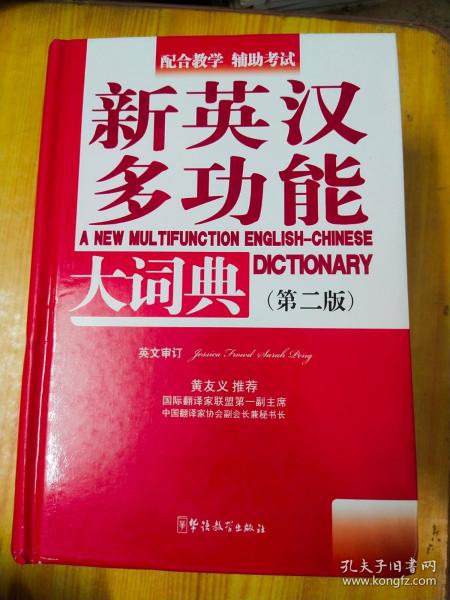 配合教学 辅助考试
新英汉
多功能
A NEW MULTIFUNCTION ENGLISH-CHINESE
DICTIONARY
大词典
(第二版)
英文审订 Jessica Frowd Sarah Peng
黄友义 推荐
国际翻译家联盟第一副主席
中国翻译家协会副会长兼秘书长
华语教学出版社
孔夫子旧书网
www.kongfz.com